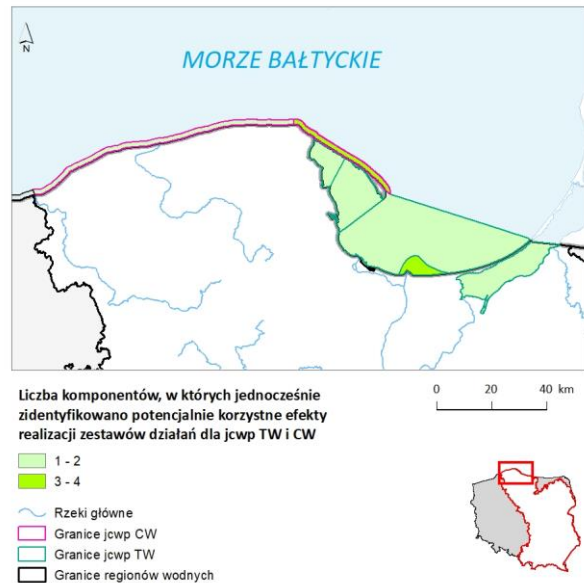 N
MORZE BAŁTYCKIE
Liczba komponentów, w których jednocześnie
zidentyfikowano potencjalnie korzystne efekty
realizacji zestawów działań dla jcwp TW i CW
1 - 2
3 - 4
Rzeki główne
Granice jcwp CW
Granice jcwp TW
Granice regionów wodnych
0 20 40 km